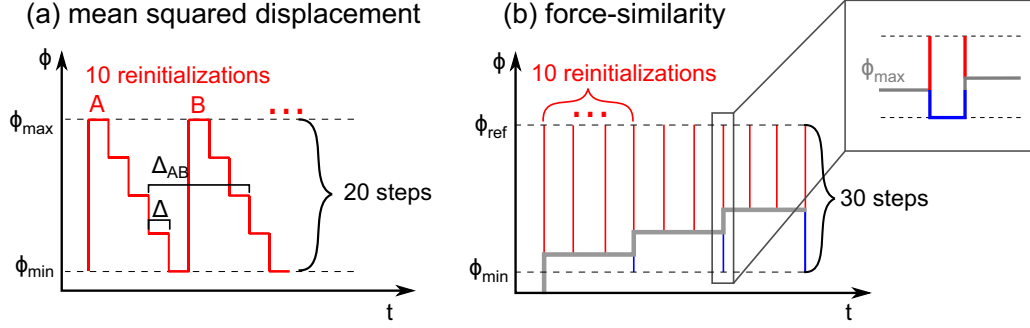 (a) mean squared displacement
ϕ
10 reinitializations
A
B
...
ϕmax
ΔAB
Δ
20 steps
ϕmin
t
(b) force-similarity
ϕ
10 reinitializations
...
ϕref
30 steps
ϕmin
t
ϕmax